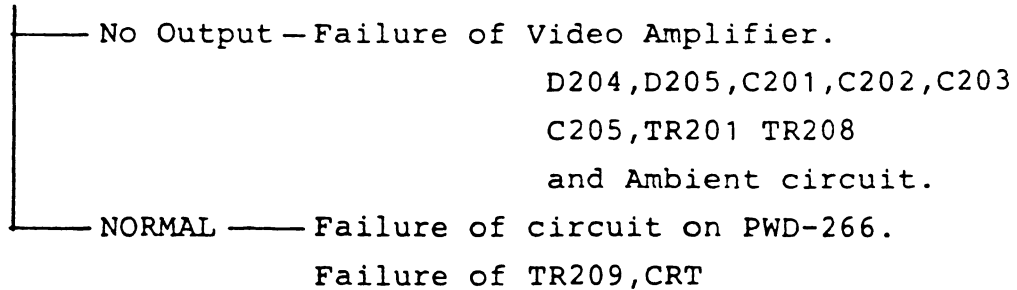 No Output — Failure of Video Amplifier.
D204,D205,C201,C202,C203
C205,TR201 TR208
and Ambient circuit.
NORMAL — Failure of circuit on PWD-266.
Failure of TR209,CRT